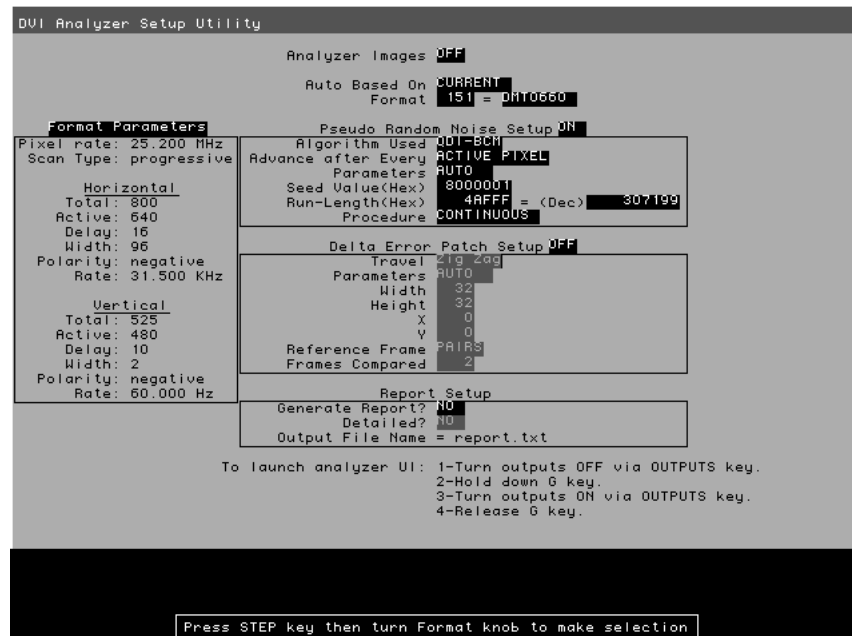 DVI Analyzer Setup Utility
Analyzer Images OFF
Auto Based On CURRENT
Format 151 = DMT0660
Format Parameters
Pixel rate: 25.200 MHz
Scan Type: progressive
Horizontal
Total: 800
Active: 640
Delay: 16
Width: 96
Polarity: negative
Rate: 31.500 KHz
Vertical
Total: 525
Active: 480
Delay: 10
Width: 2
Polarity: negative
Rate: 60.000 Hz
Pseudo Random Noise Setup ON
Algorithm Used QDI-BCM
Advance after Every ACTIVE PIXEL
Parameters AUTO
Seed Value(Hex) 8000001
Run-Length(Hex) 4AFFF = (Dec) 307199
Procedure CONTINUOUS
Delta Error Patch Setup OFF
Travel Zig Zag
Parameters AUTO
Width 32
Height 32
X 0
Y 0
Reference Frame PAIRS
Frames Compared 2
Report Setup
Generate Report? NO
Detailed? NO
Output File Name = report.txt
To launch analyzer UI: 1-Turn outputs OFF via OUTPUTS key.
2-Hold down G key.
3-Turn outputs ON via OUTPUTS key.
4-Release G key.
Press STEP key then turn Format knob to make selection